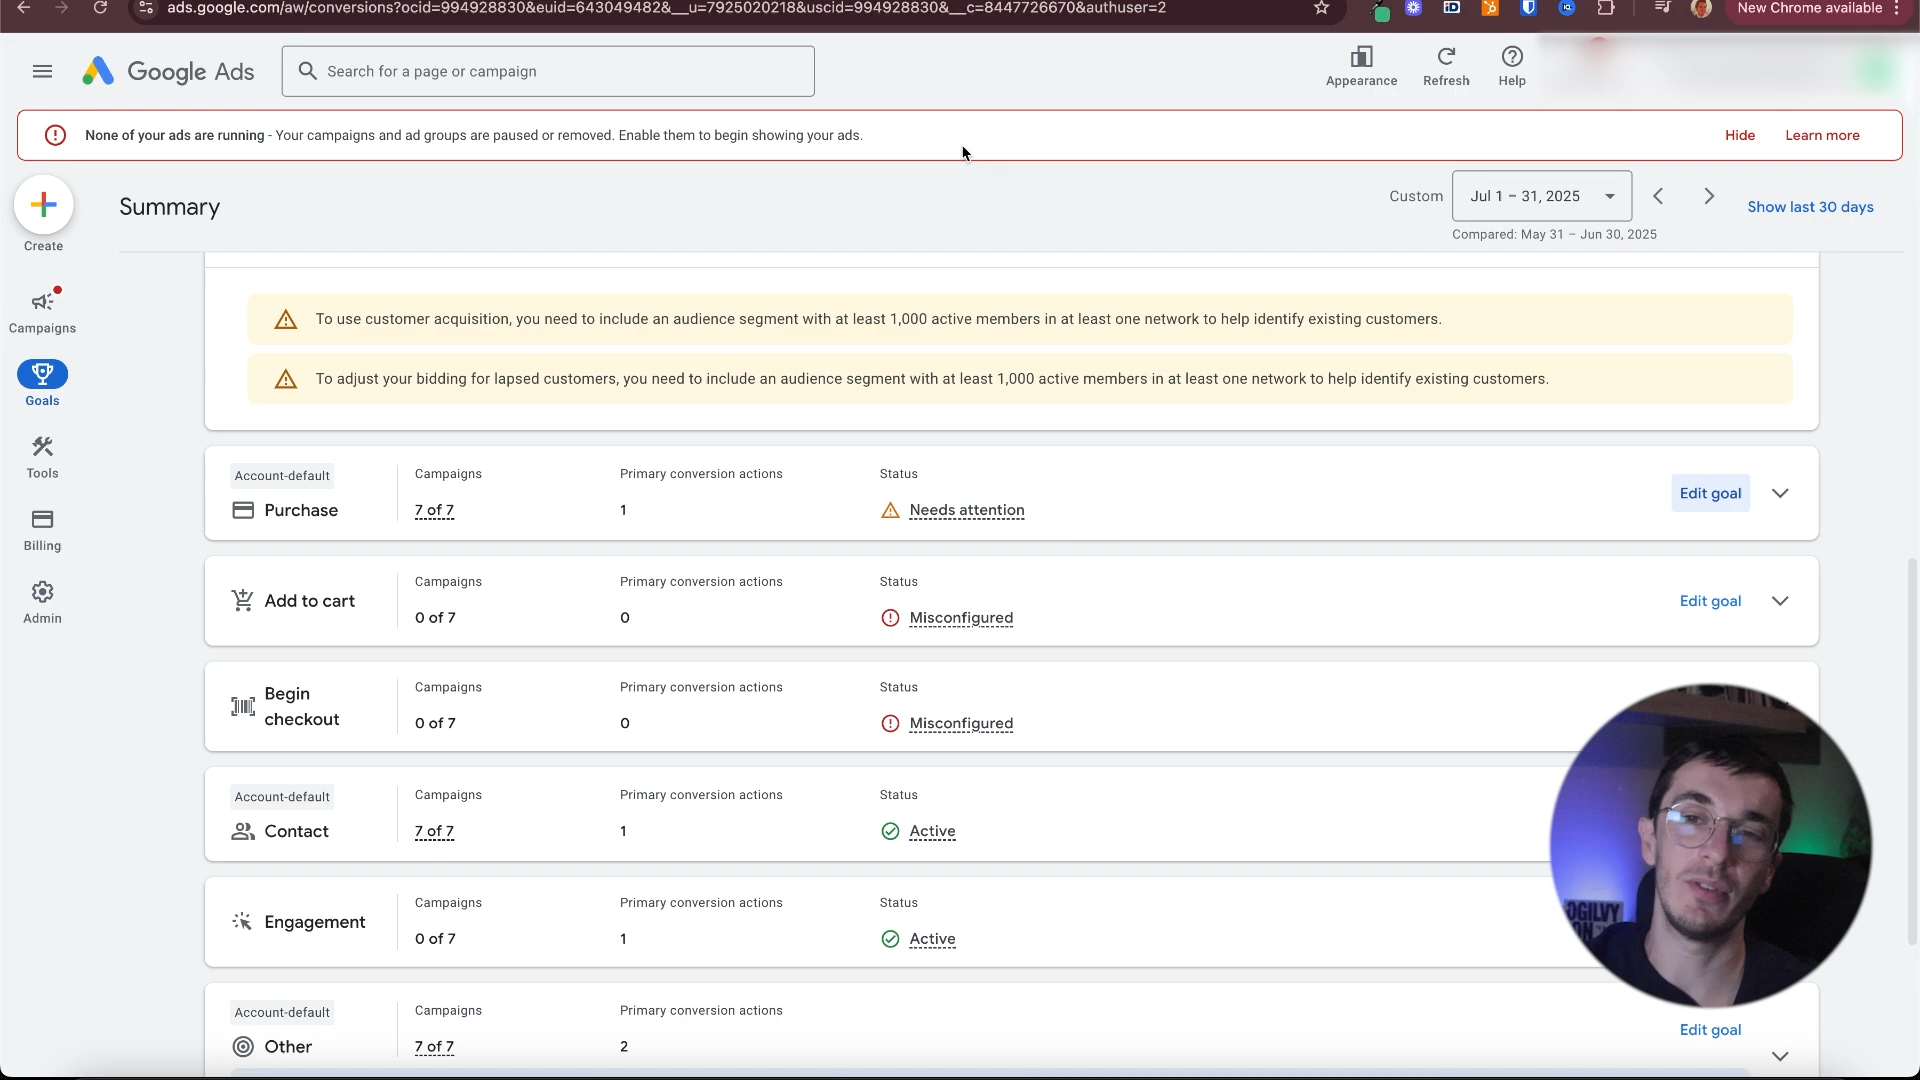 ads.google.com/aw/conversions?ocid=994928830&euid=643049482&__u=7925020218&uscid=994928830&__c=8447726670&authuser=2
New Chrome available
Google Ads
Search for a page or campaign
Appearance
Refresh
Help
None of your ads are running - Your campaigns and ad groups are paused or removed. Enable them to begin showing your ads.
Hide
Learn more
Create
Campaigns
Goals
Tools
Billing
Admin
Summary
Custom
Jul 1 – 31, 2025
Compared: May 31 – Jun 30, 2025
Show last 30 days
To use customer acquisition, you need to include an audience segment with at least 1,000 active members in at least one network to help identify existing customers.
To adjust your bidding for lapsed customers, you need to include an audience segment with at least 1,000 active members in at least one network to help identify existing customers.
Account-default
Purchase
Campaigns
7 of 7
Primary conversion actions
1
Status
Needs attention
Edit goal
Add to cart
Campaigns
0 of 7
Primary conversion actions
0
Status
Misconfigured
Edit goal
Begin
checkout
Campaigns
0 of 7
Primary conversion actions
0
Status
Misconfigured
Account-default
Contact
Campaigns
7 of 7
Primary conversion actions
1
Status
Active
Engagement
Campaigns
0 of 7
Primary conversion actions
1
Status
Active
Account-default
Other
Campaigns
7 of 7
Primary conversion actions
2
Edit goal
OGILVY